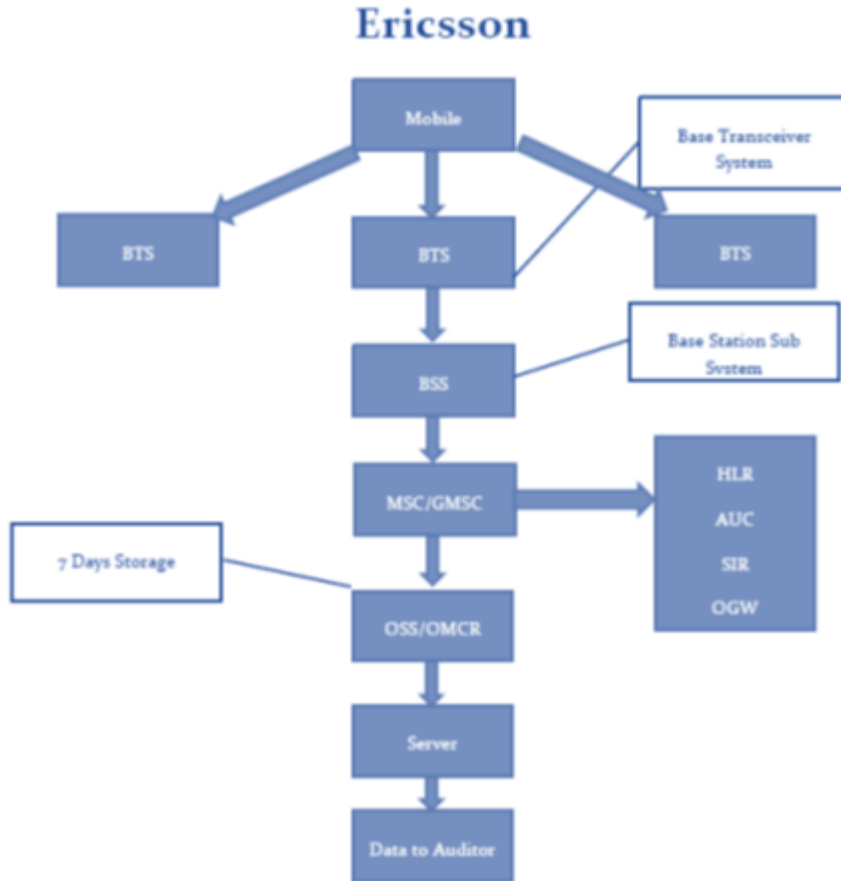 Ericsson
Mobile
Base Transceiver
System
BTS
BTS
BTS
Base Station Sub
System
BSS
HLR
MSC/GMSC
AUC
7 Days Storage
SIR
OGW
OSS/OMCR
Server
Data to Auditor